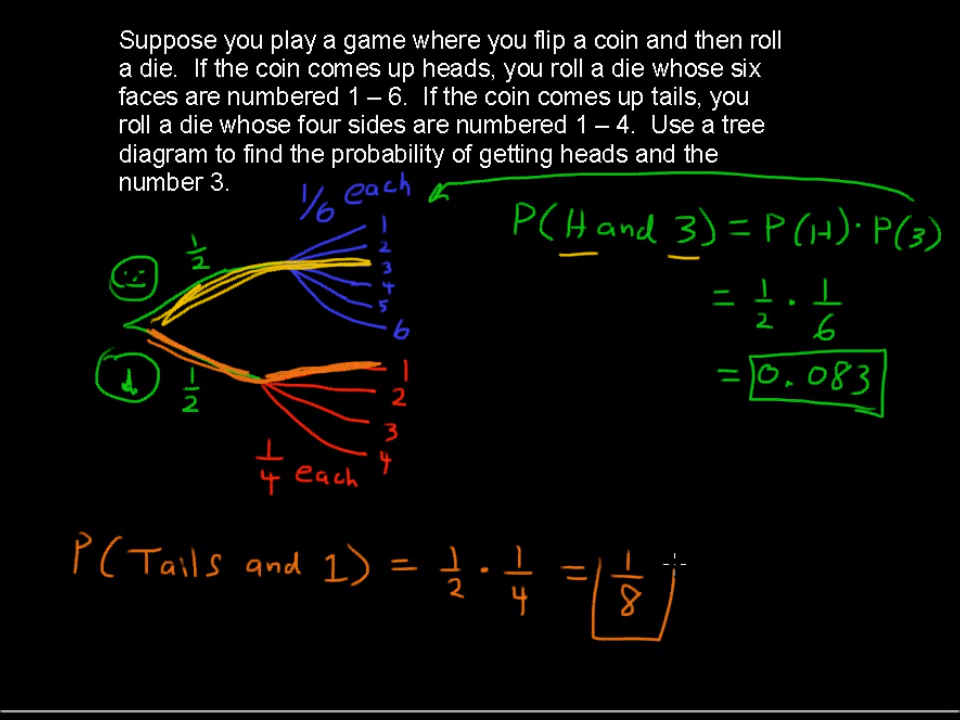 Suppose you play a game where you flip a coin and then roll
a die. If the coin comes up heads, you roll a die whose six
faces are numbered 1 – 6. If the coin comes up tails, you
roll a die whose four sides are numbered 1 – 4. Use a tree
diagram to find the probability of getting heads and the
number 3.
1/6 each
P(H and 3) = P(H) · P(3)
= 1/2 · 1/6
= 0.083
1/2
1
2
3
4
5
6
1/2
1
2
3
4
1/4 each
P(Tails and 1) = 1/2 · 1/4 = 1/8